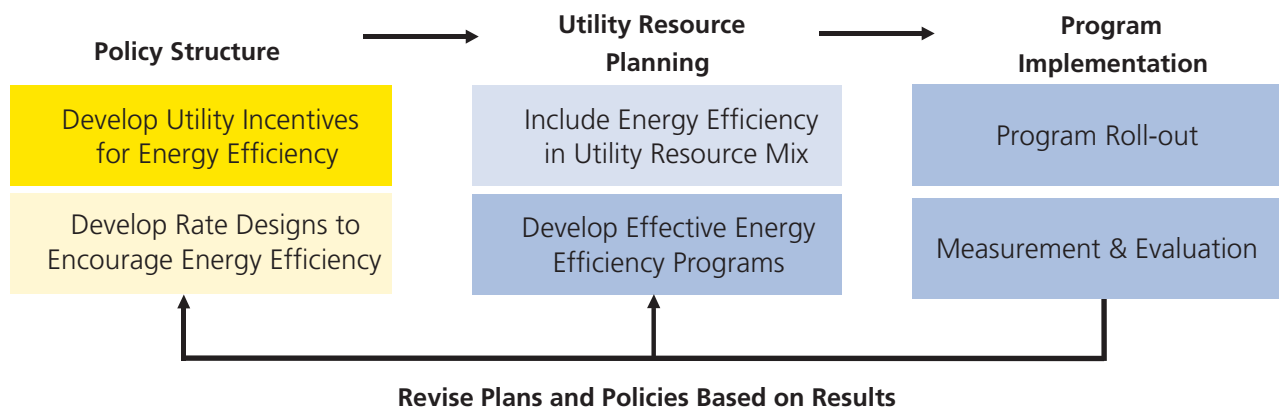 Policy Structure
Utility Resource
Planning
Program
Implementation
Develop Utility Incentives
for Energy Efficiency
Include Energy Efficiency
in Utility Resource Mix
Program Roll-out
Develop Rate Designs to
Encourage Energy Efficiency
Develop Effective Energy
Efficiency Programs
Measurement & Evaluation
Revise Plans and Policies Based on Results